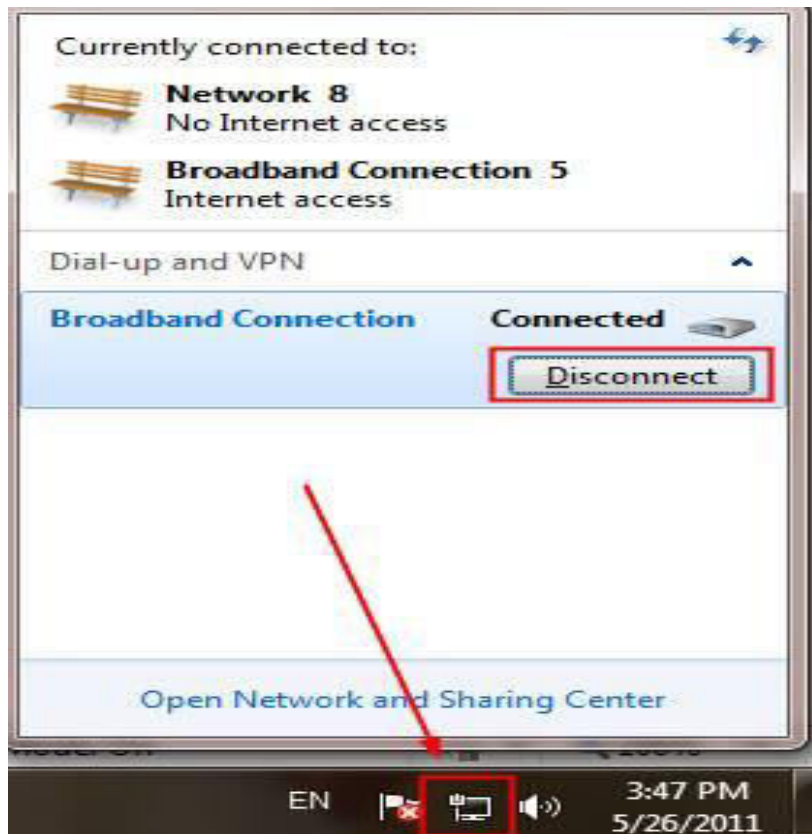 Currently connected to:
Network 8
No Internet access
Broadband Connection 5
Internet access
Dial-up and VPN
Broadband Connection Connected
Disconnect
Open Network and Sharing Center
EN
3:47 PM
5/26/2011